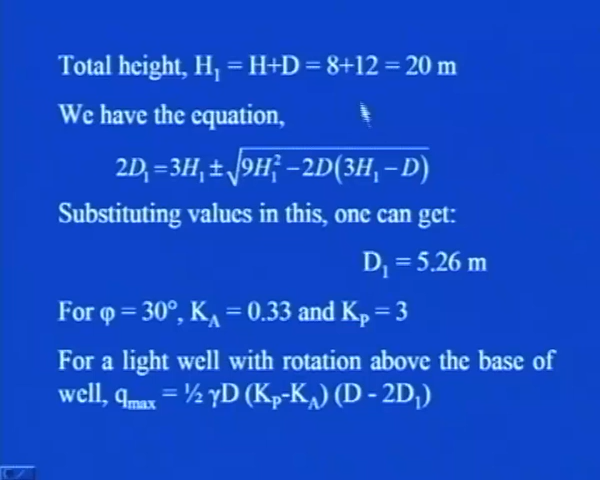 Total height, H₁ = H+D = 8+12 = 20 m
We have the equation,
2D₁ =3H₁ ± √(9H₁² − 2D(3H₁ − D))
Substituting values in this, one can get:
D₁ = 5.26 m
For φ = 30°, K_A = 0.33 and K_P = 3
For a light well with rotation above the base of
well, q_max = ½ γD (K_P-K_A) (D - 2D₁)